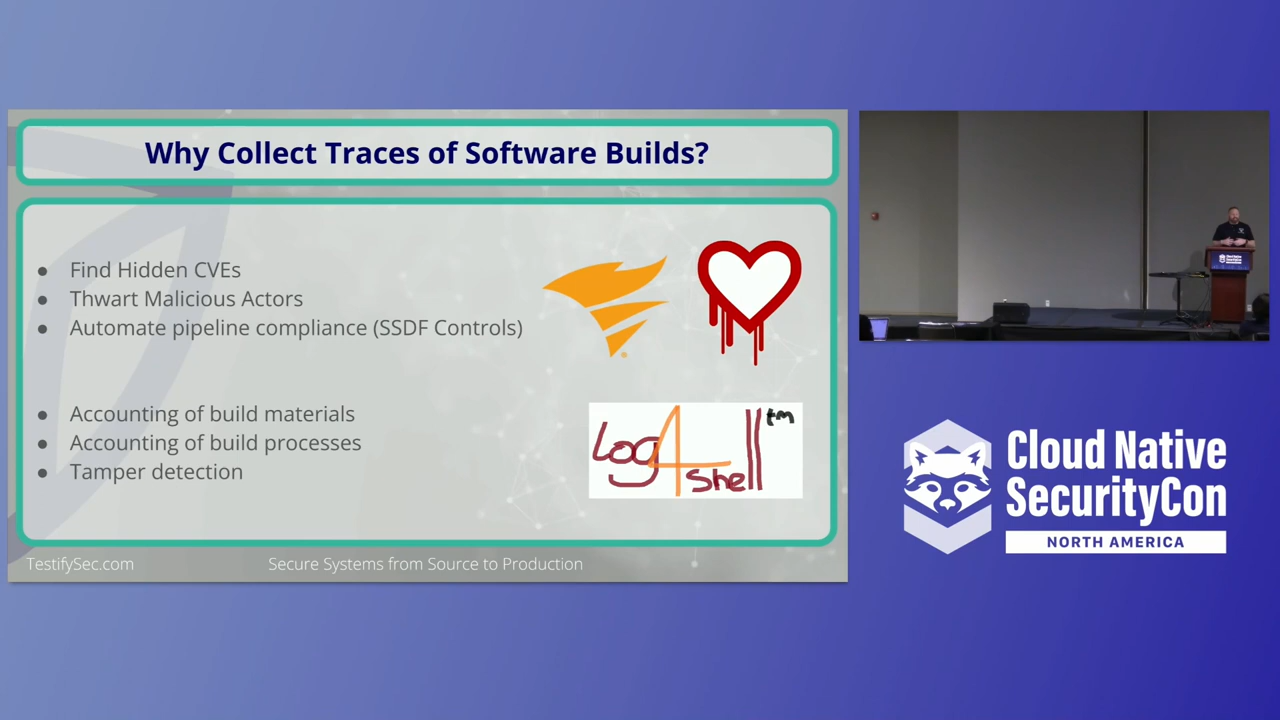 Why Collect Traces of Software Builds?
● Find Hidden CVEs
● Thwart Malicious Actors
● Automate pipeline compliance (SSDF Controls)
● Accounting of build materials
● Accounting of build processes
● Tamper detection
Log4Shell tm
TestifySec.com
Secure Systems from Source to Production
Cloud Native
SecurityCon
NORTH AMERICA